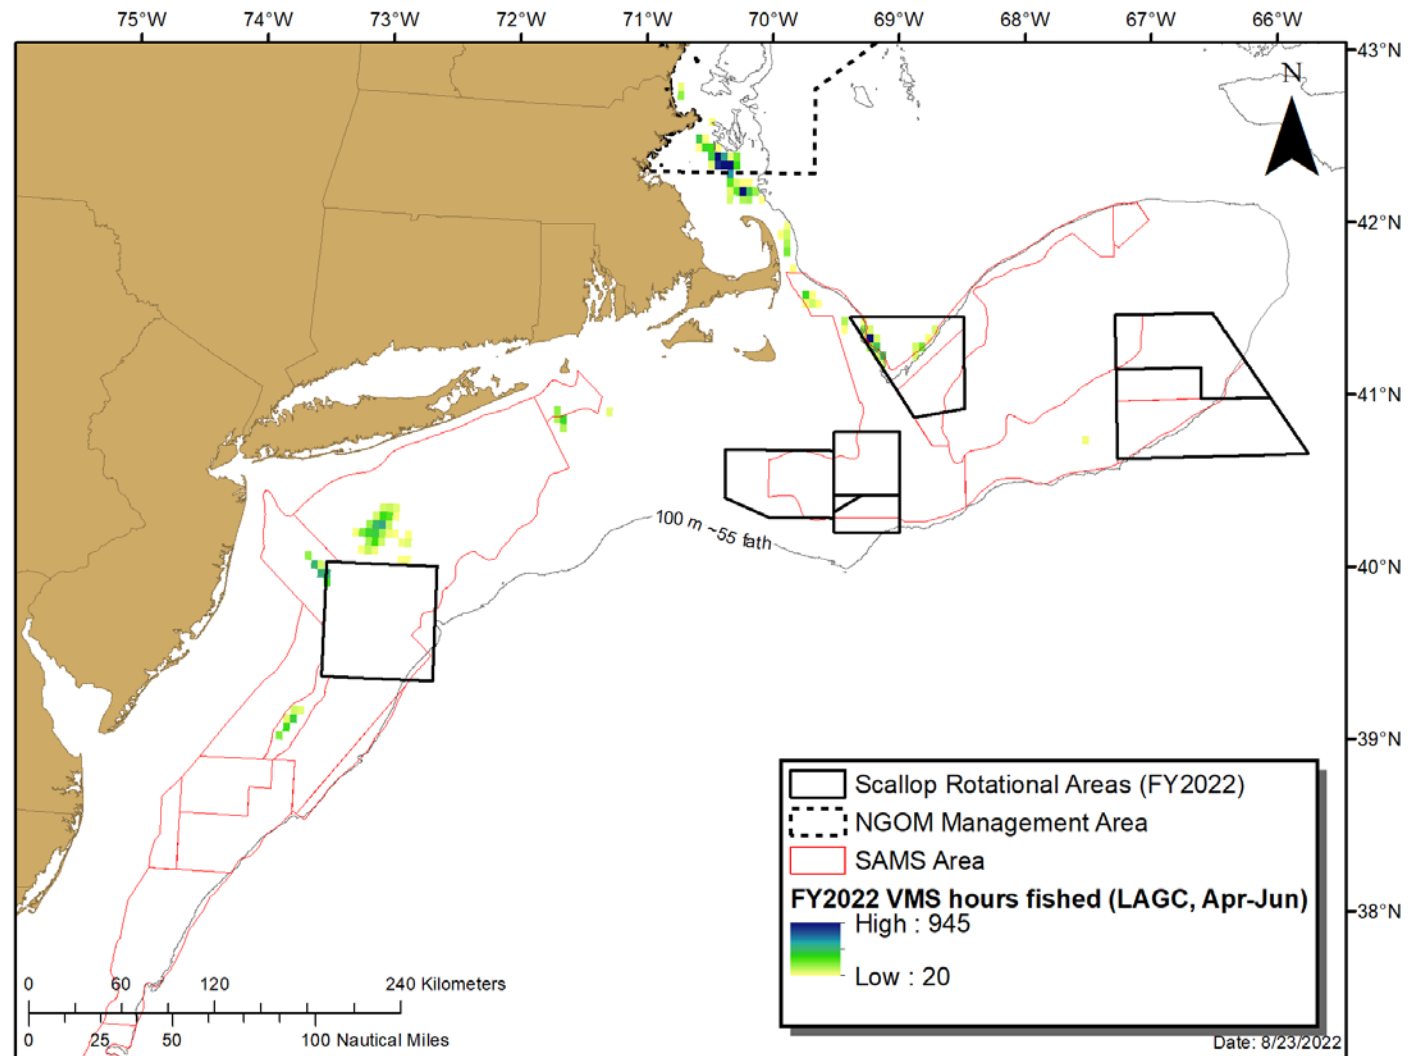 75°W 74°W 73°W 72°W 71°W 70°W 69°W 68°W 67°W 66°W
43°N
N
42°N
41°N
100 m ~55 fath
40°N
39°N
Scallop Rotational Areas (FY2022)
NGOM Management Area
SAMS Area
FY2022 VMS hours fished (LAGC, Apr-Jun)
High : 945
Low : 20
38°N
0 60 120 240 Kilometers
0 25 50 100 Nautical Miles
Date: 8/23/2022